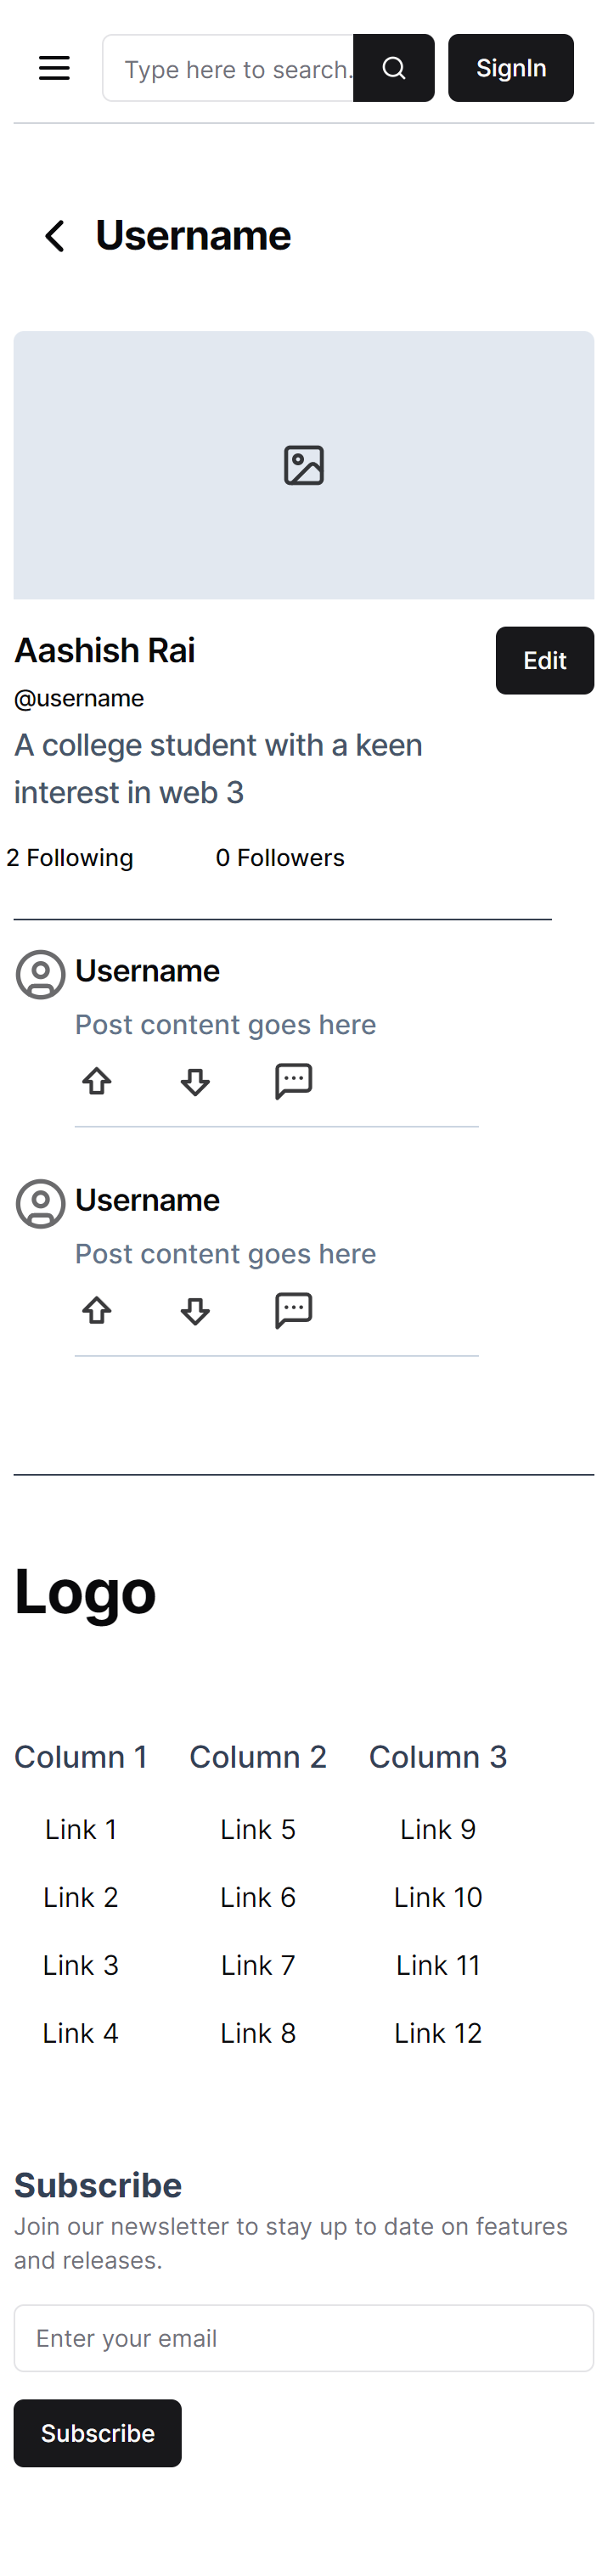 Type here to search.
SignIn
Username
Aashish Rai
Edit
@username
A college student with a keen
interest in web 3
2 Following 0 Followers
Username
Post content goes here
Username
Post content goes here
Logo
Column 1 Column 2 Column 3
Link 1 Link 5 Link 9
Link 2 Link 6 Link 10
Link 3 Link 7 Link 11
Link 4 Link 8 Link 12
Subscribe
Join our newsletter to stay up to date on features
and releases.
Enter your email
Subscribe